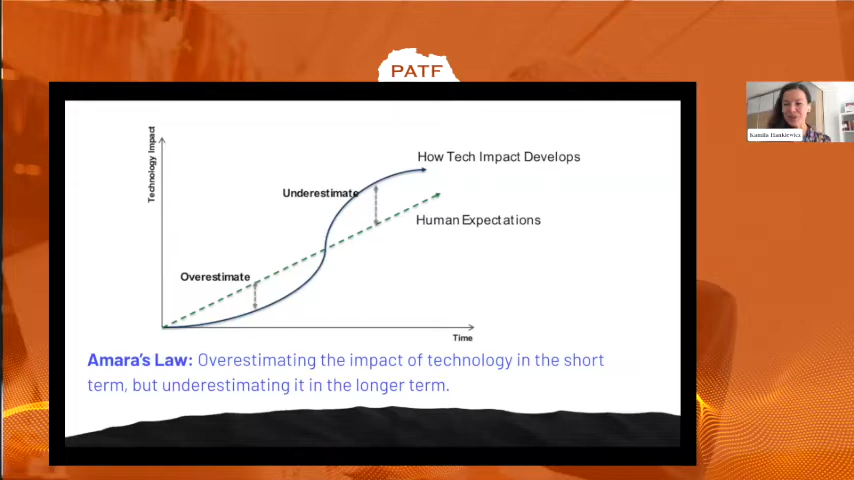 PATF
Kamila Hankiewicz
Technology Impact
How Tech Impact Develops
Underestimate
Human Expectations
Overestimate
Time
Amara's Law: Overestimating the impact of technology in the short
term, but underestimating it in the longer term.